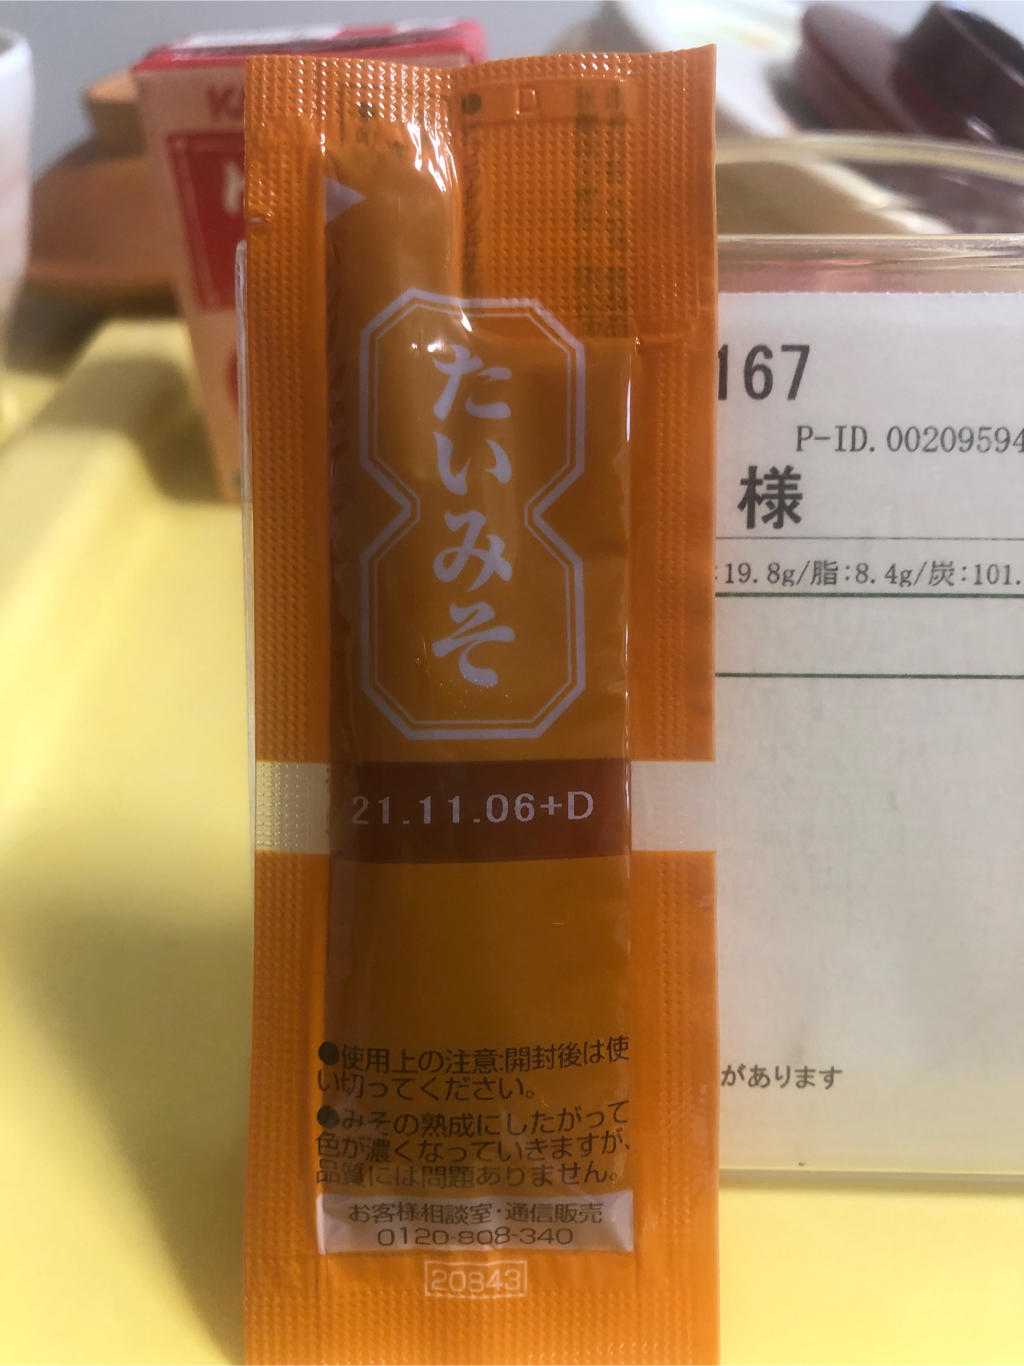 たいみそ
21.11.06+D
●使用上の注意:開封後は使
い切ってください。
●みその熟成にしたがって
色が濃くなっていきますが、
品質には問題ありません。
お客様相談室・通信販売
0120-808-340
20843
167
P-ID.00209594
様
:19.8g/脂:8.4g/炭:101.
があります